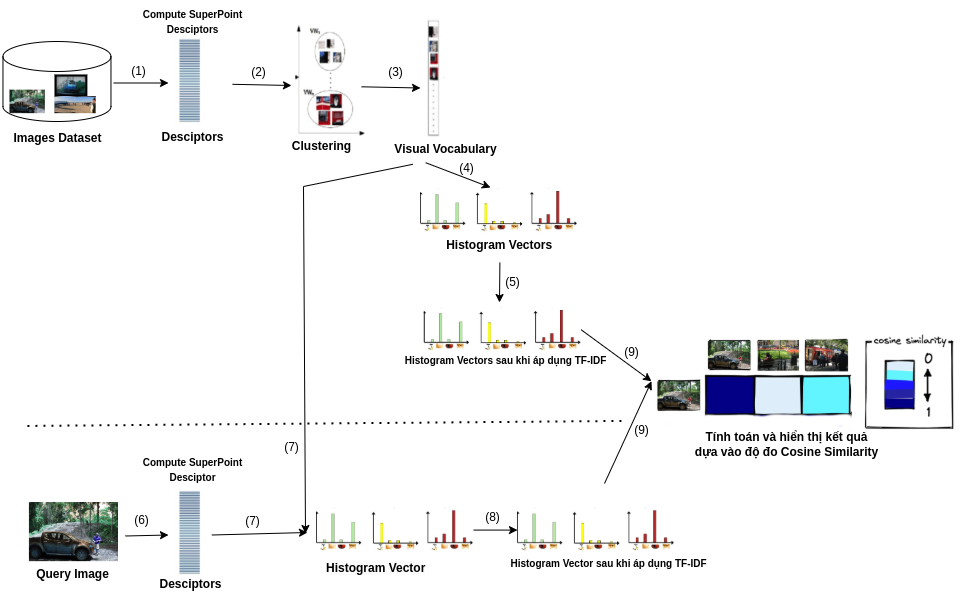 Compute SuperPoint
Desciptors
(1)
(2)
(3)
VW₁
VWₖ
Images Dataset
Desciptors
Clustering
Visual Vocabulary
(4)
Histogram Vectors
(5)
Histogram Vectors sau khi áp dụng TF-IDF
(9)
cosine similarity
0
1
Tính toán và hiển thị kết quả
dựa vào độ đo Cosine Similarity
(9)
(7)
Compute SuperPoint
Desciptor
(6)
(7)
(8)
Query Image
Desciptors
Histogram Vector
Histogram Vector sau khi áp dụng TF-IDF